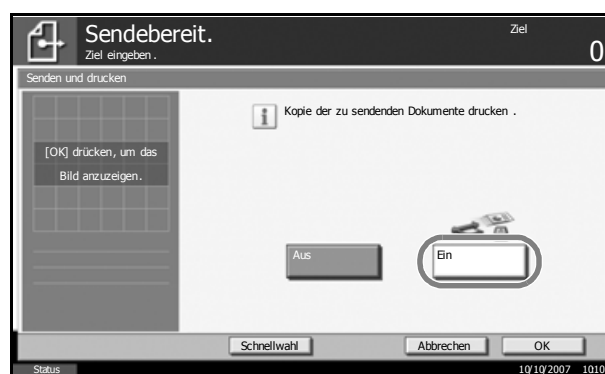 Sendebereit.
Ziel
Ziel eingeben.
0
Senden und drucken
Kopie der zu sendenden Dokumente drucken .
[OK] drücken, um das
Bild anzuzeigen.
Aus
Ein
Schnellwahl
Abbrechen
OK
Status
10/10/2007 1010